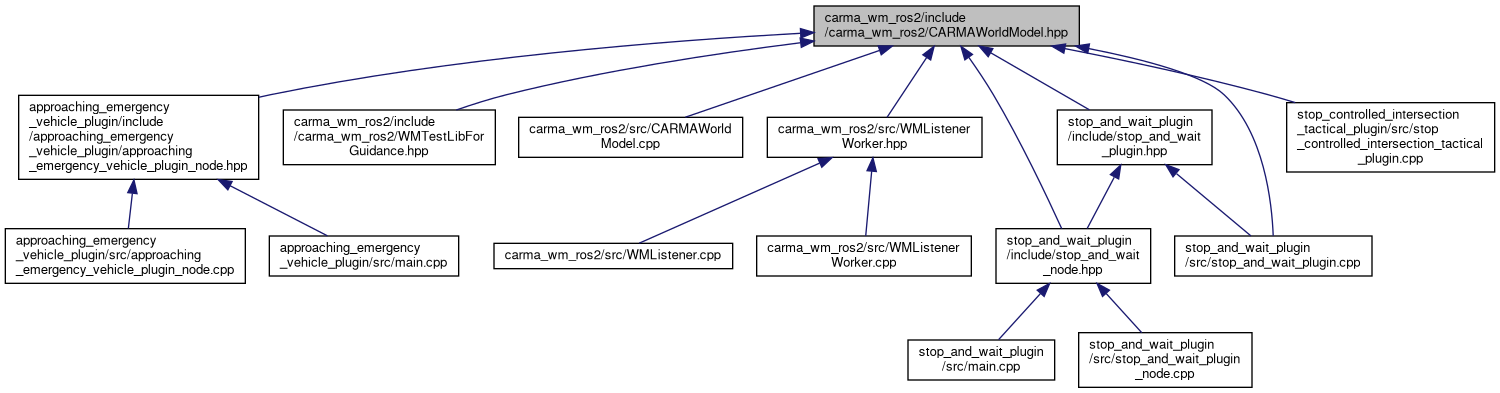 carma_wm_ros2/include
/carma_wm_ros2/CARMAWorldModel.hpp
approaching_emergency
_vehicle_plugin/include
/approaching_emergency
_vehicle_plugin/approaching
_emergency_vehicle_plugin_node.hpp
carma_wm_ros2/include
/carma_wm_ros2/WMTestLibFor
Guidance.hpp
carma_wm_ros2/src/CARMAWorld
Model.cpp
carma_wm_ros2/src/WMListener
Worker.hpp
stop_and_wait_plugin
/include/stop_and_wait
_plugin.hpp
stop_controlled_intersection
_tactical_plugin/src/stop
_controlled_intersection_tactical
_plugin.cpp
approaching_emergency
_vehicle_plugin/src/approaching
_emergency_vehicle_plugin_node.cpp
approaching_emergency
_vehicle_plugin/src/main.cpp
carma_wm_ros2/src/WMListener.cpp
carma_wm_ros2/src/WMListener
Worker.cpp
stop_and_wait_plugin
/include/stop_and_wait
_node.hpp
stop_and_wait_plugin
/src/stop_and_wait_plugin.cpp
stop_and_wait_plugin
/src/main.cpp
stop_and_wait_plugin
/src/stop_and_wait_plugin
_node.cpp